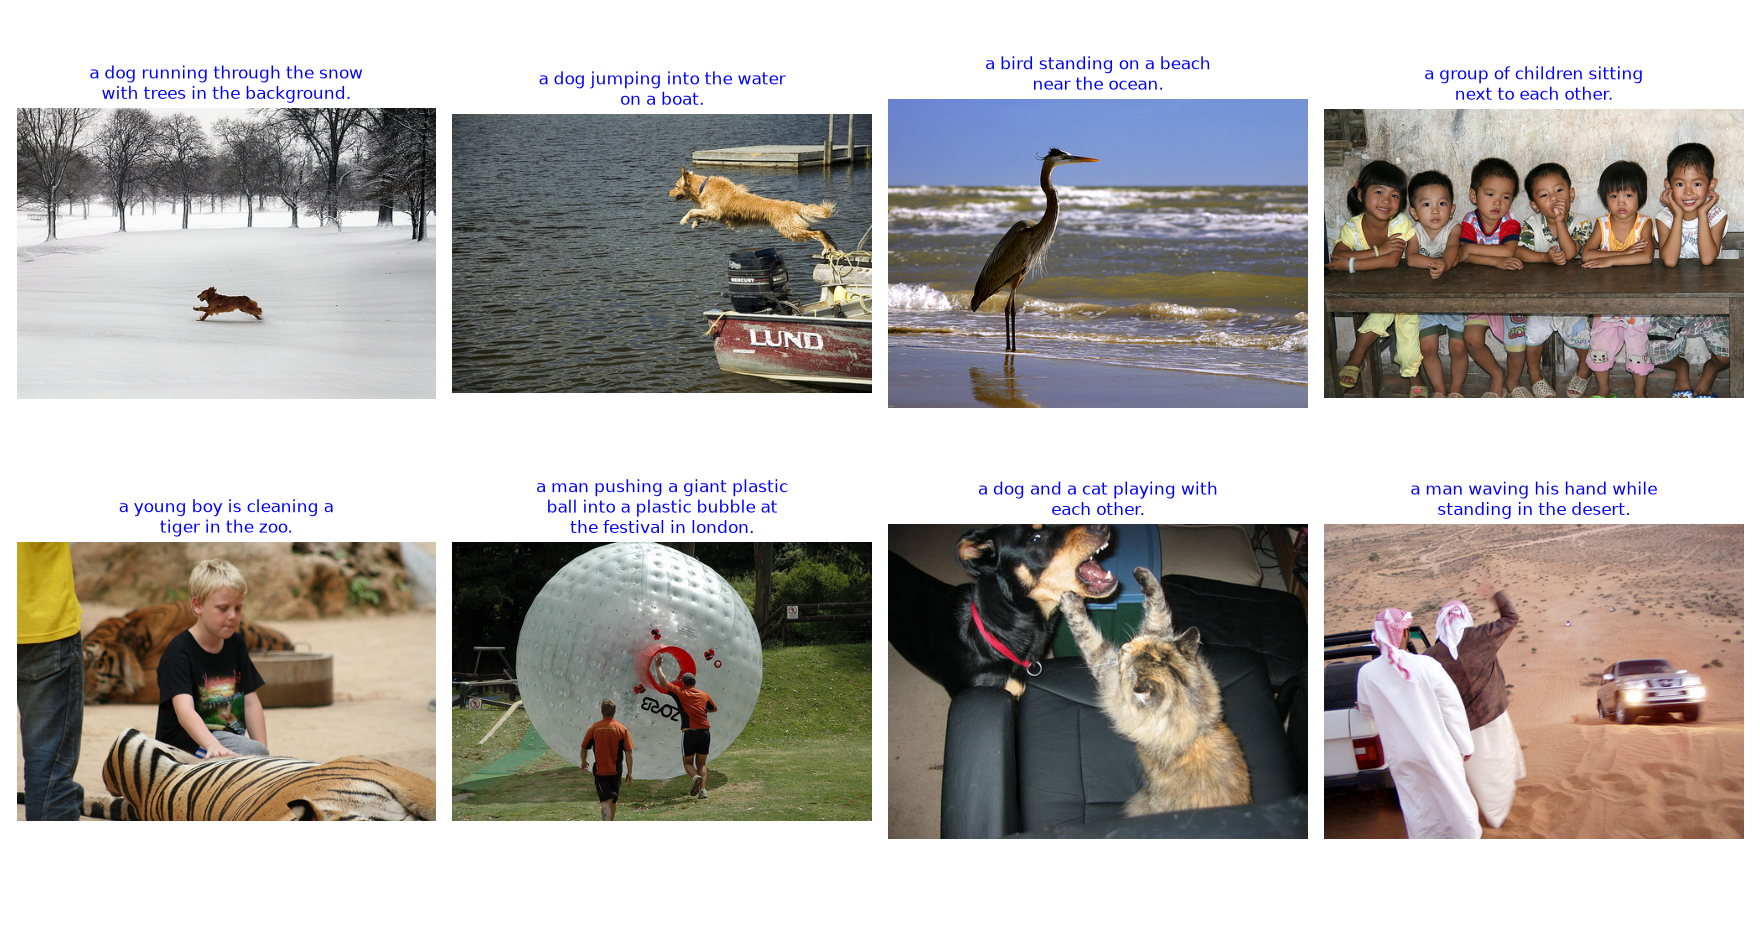 a dog running through the snow
with trees in the background.
a dog jumping into the water
on a boat.
a bird standing on a beach
near the ocean.
a group of children sitting
next to each other.
MERCURY
LUND
a young boy is cleaning a
tiger in the zoo.
a man pushing a giant plastic
ball into a plastic bubble at
the festival in london.
a dog and a cat playing with
each other.
a man waving his hand while
standing in the desert.
ZORB